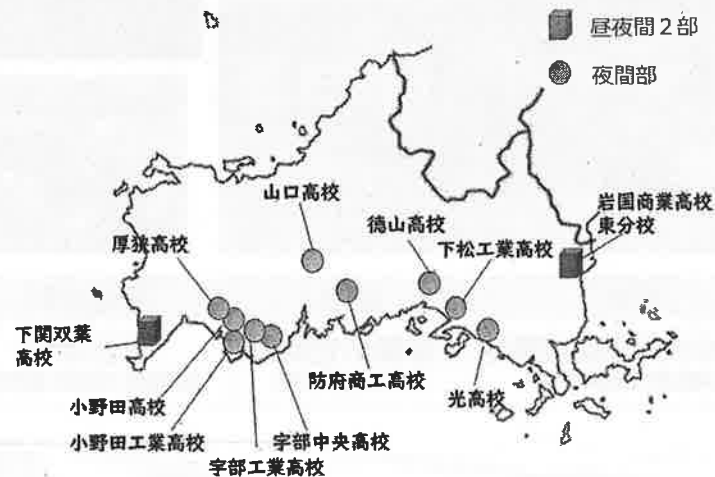 昼夜間2部
夜間部
山口高校
岩国商業高校
東分校
徳山高校
厚狭高校
下松工業高校
下関双葉
高校
防府商工高校
光高校
小野田高校
小野田工業高校
宇部中央高校
宇部工業高校